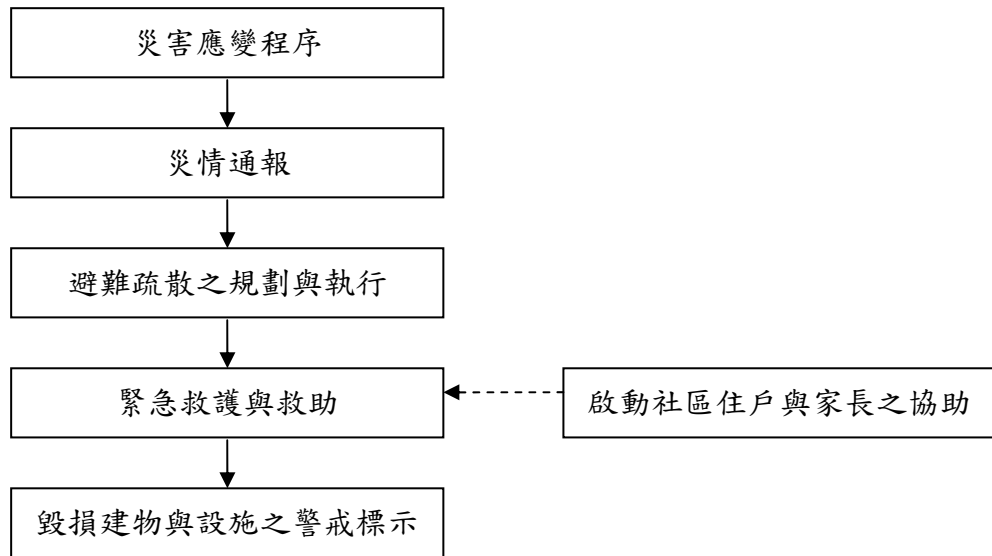 災害應變程序
災情通報
避難疏散之規劃與執行
緊急救護與救助
啟動社區住戶與家長之協助
毀損建物與設施之警戒標示